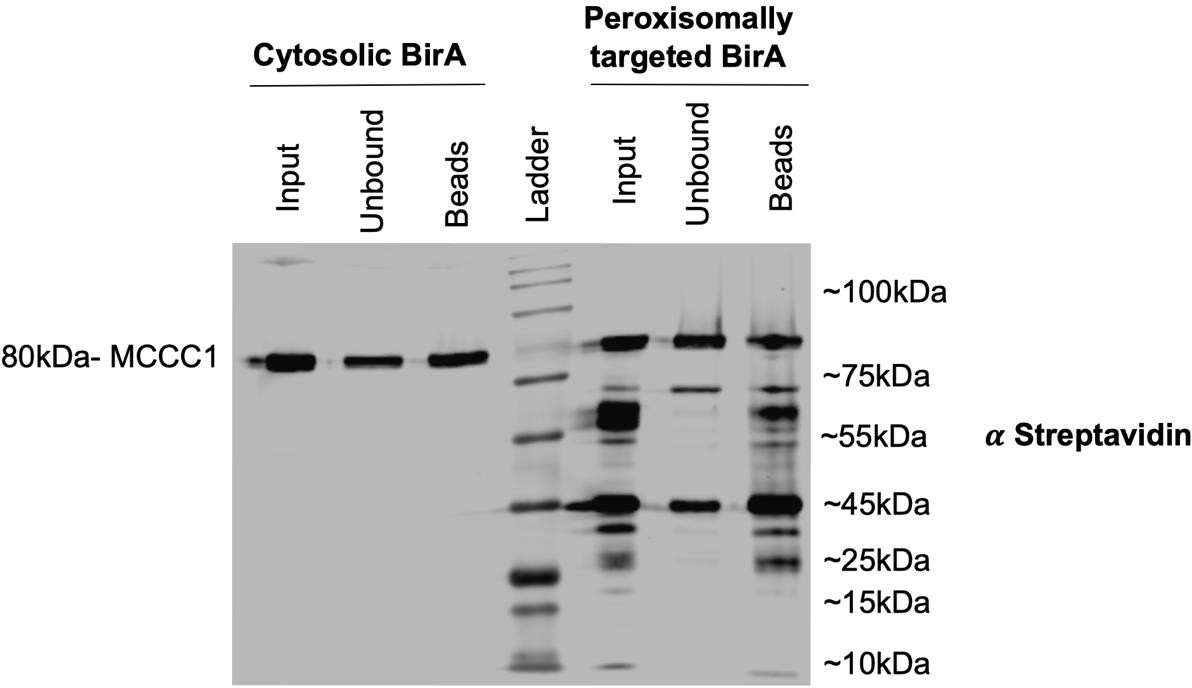 Cytosolic BirA
Peroxisomally
targeted BirA
Input
Unbound
Beads
Ladder
Input
Unbound
Beads
80kDa- MCCC1
~100kDa
~75kDa
~55kDa
~45kDa
~25kDa
~15kDa
~10kDa
α Streptavidin